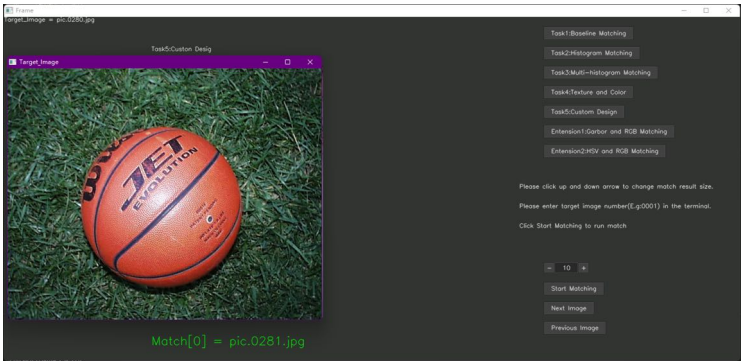 Frame
Target_Image = pic.0280.jpg
Task5:Custon Desig
Target_Image
JET
EVOLUTION
Match[0] = pic.0281.jpg
Task1:Baseline Matching
Task2:Histogram Matching
Task3:Multi-histogram Matching
Task4:Texture and Color
Task5:Custom Design
Entension1:Garbor and RGB Matching
Entension2:HSV and RGB Matching
Please click up and down arrow to change match result size.
Please enter target image number(E.g:0001) in the terminal.
Click Start Matching to run match
- 10 +
Start Matching
Next Image
Previous Image